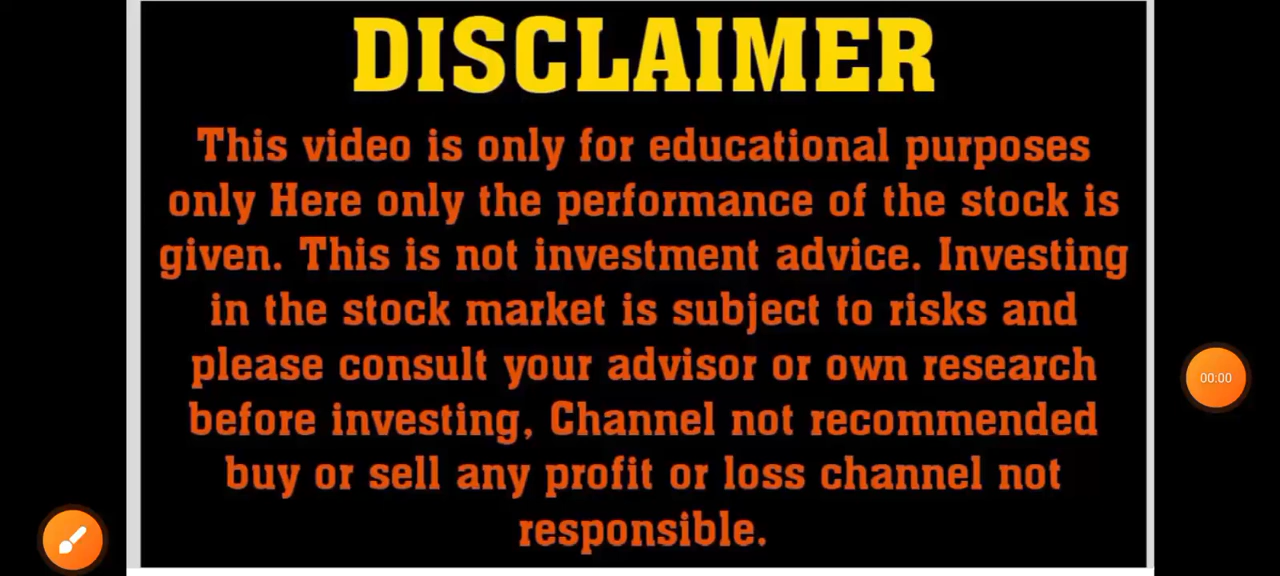 DISCLAIMER
This video is only for educational purposes
only Here only the performance of the stock is
given. This is not investment advice. Investing
in the stock market is subject to risks and
please consult your advisor or own research
before investing, Channel not recommended
buy or sell any profit or loss channel not
responsible.
00:00